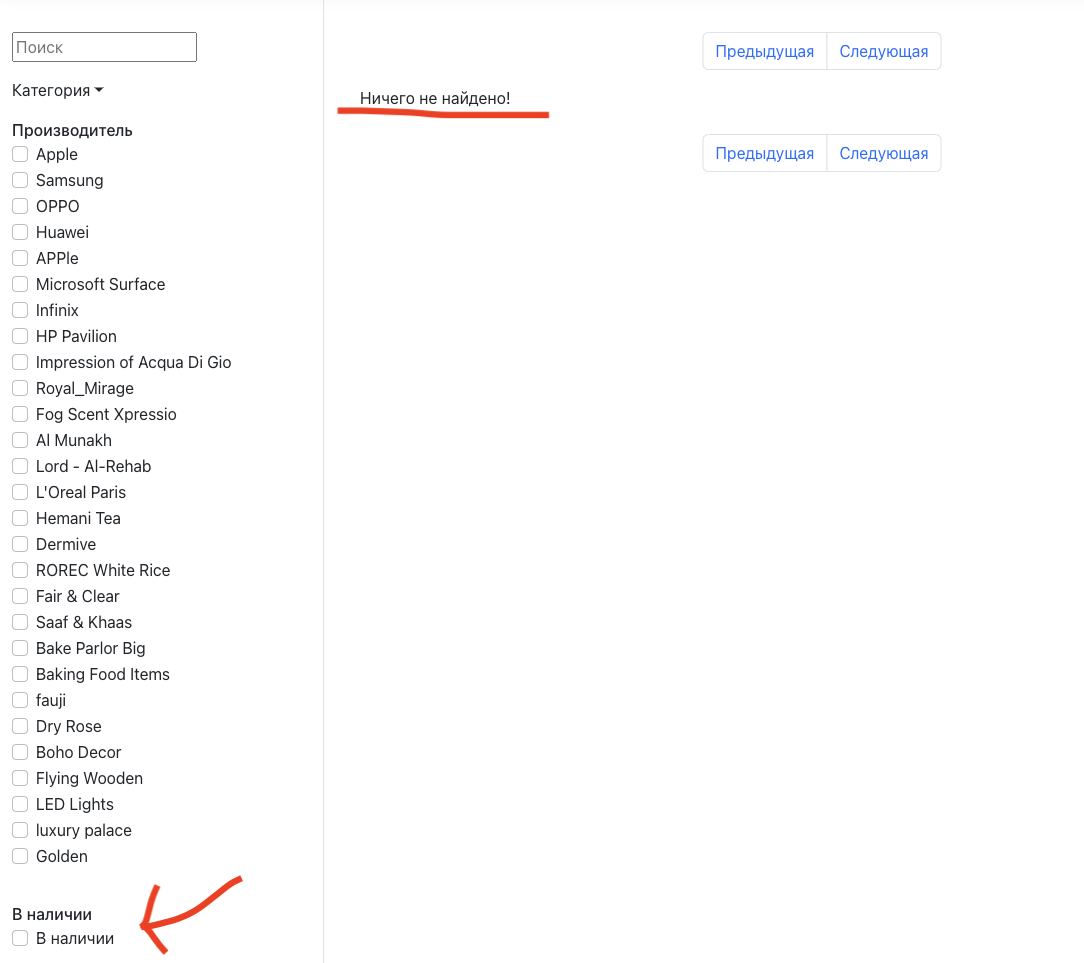 Поиск
Категория
Производитель
Apple
Samsung
OPPO
Huawei
APPle
Microsoft Surface
Infinix
HP Pavilion
Impression of Acqua Di Gio
Royal_Mirage
Fog Scent Xpressio
Al Munakh
Lord - Al-Rehab
L'Oreal Paris
Hemani Tea
Dermive
ROREC White Rice
Fair & Clear
Saaf & Khaas
Bake Parlor Big
Baking Food Items
fauji
Dry Rose
Boho Decor
Flying Wooden
LED Lights
luxury palace
Golden
В наличии
В наличии
Предыдущая Следующая
Ничего не найдено!
Предыдущая Следующая